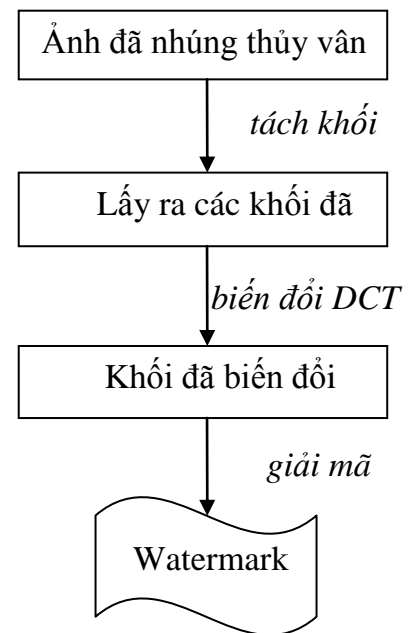 Ảnh đã nhúng thủy vân
tách khối
Lấy ra các khối đã
biến đổi DCT
Khối đã biến đổi
giải mã
Watermark